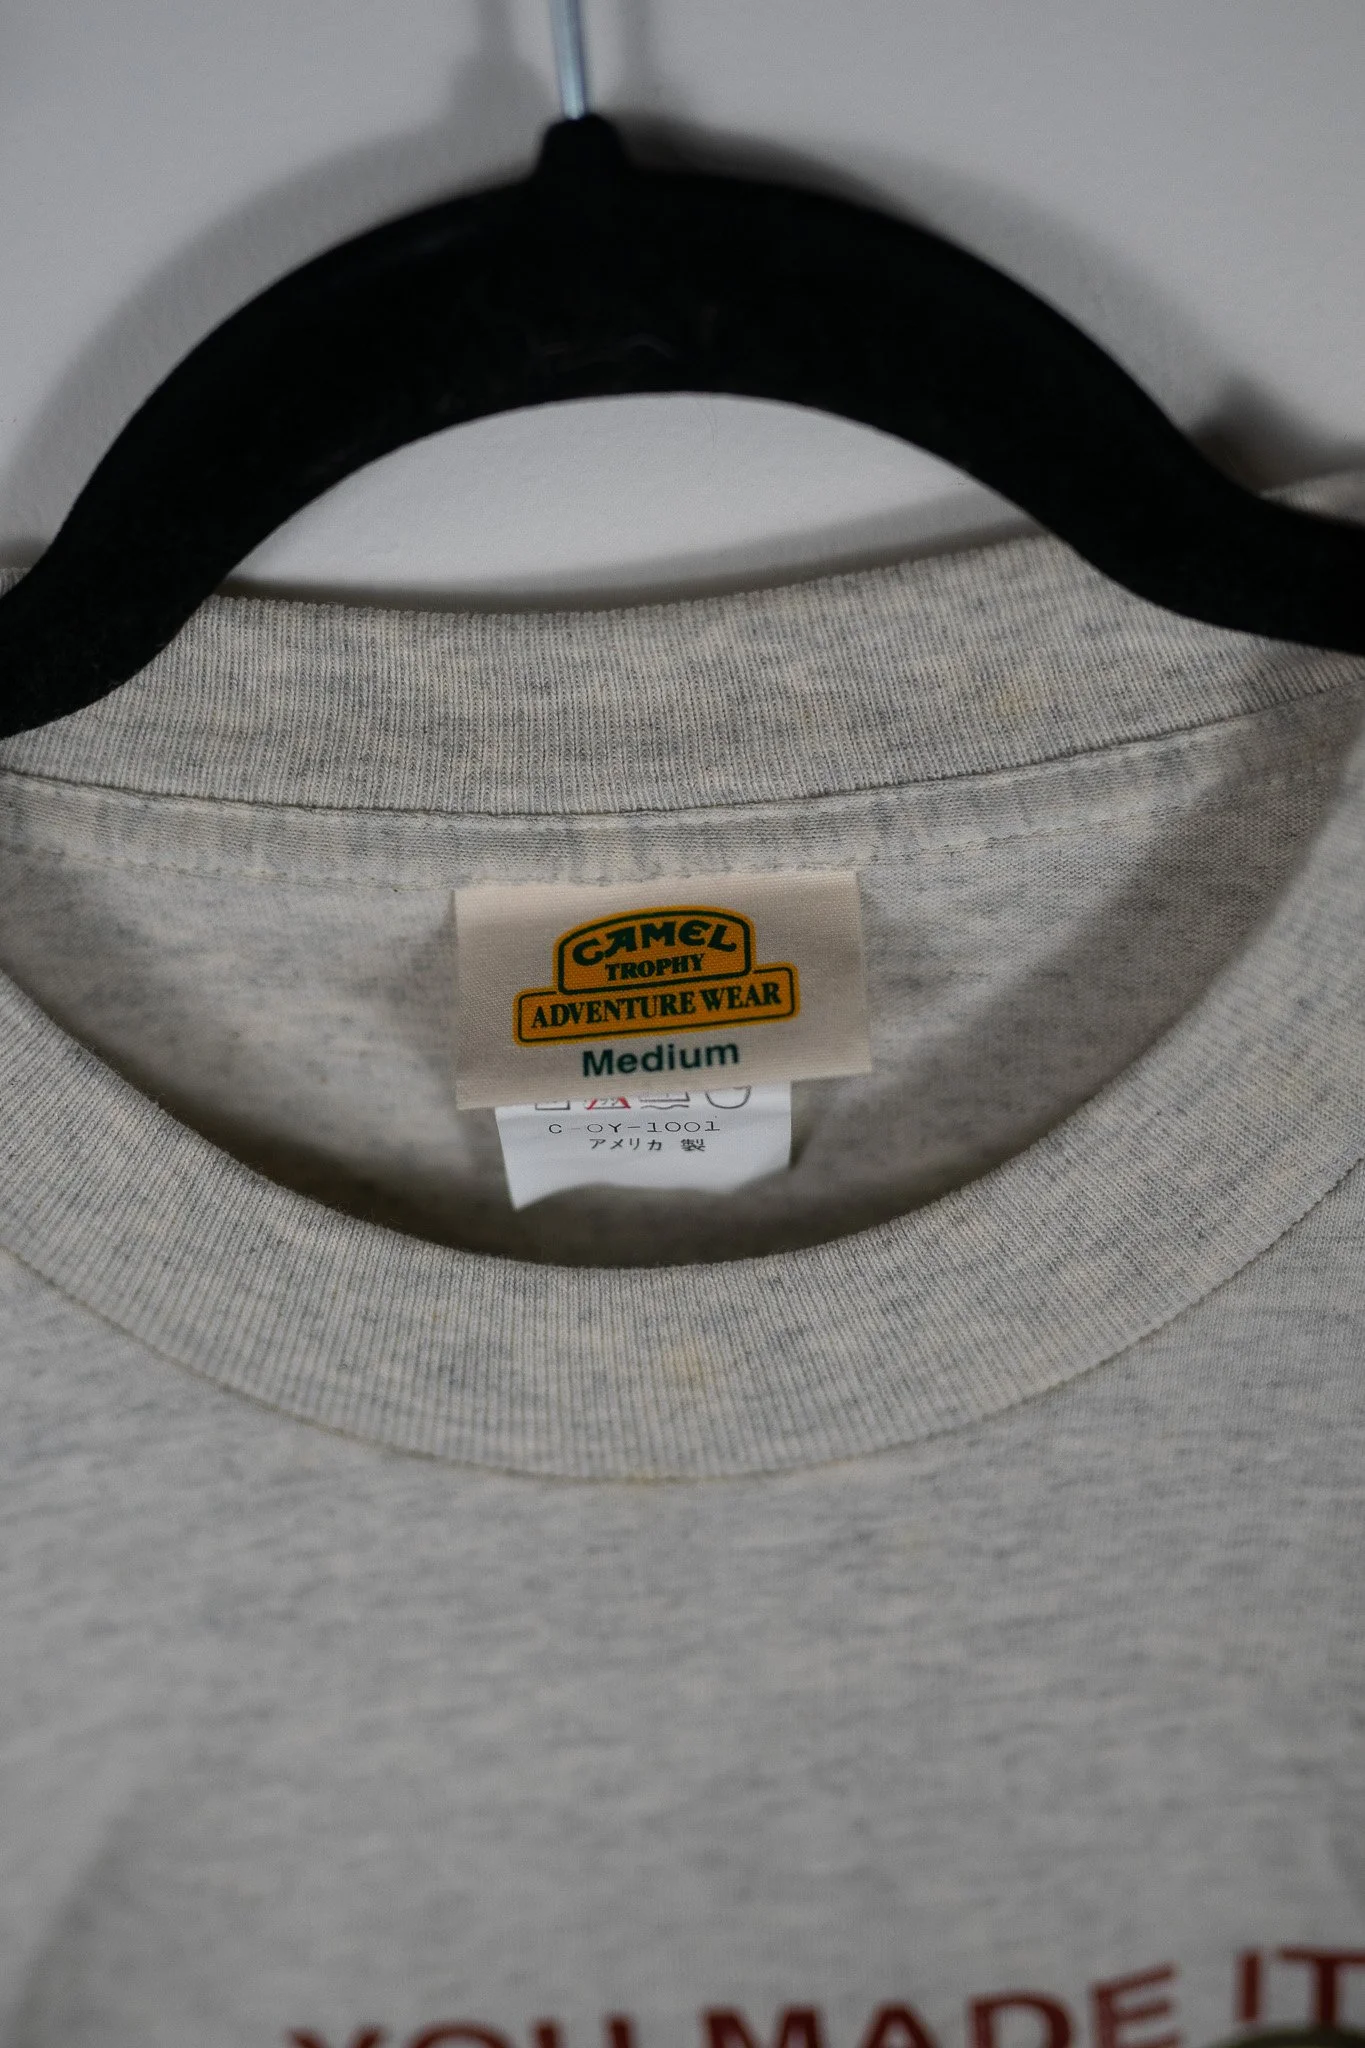 CAMEL
TROPHY
ADVENTURE WEAR
Medium
C-OY-1001
アメリカ 製
YOU MADE IT